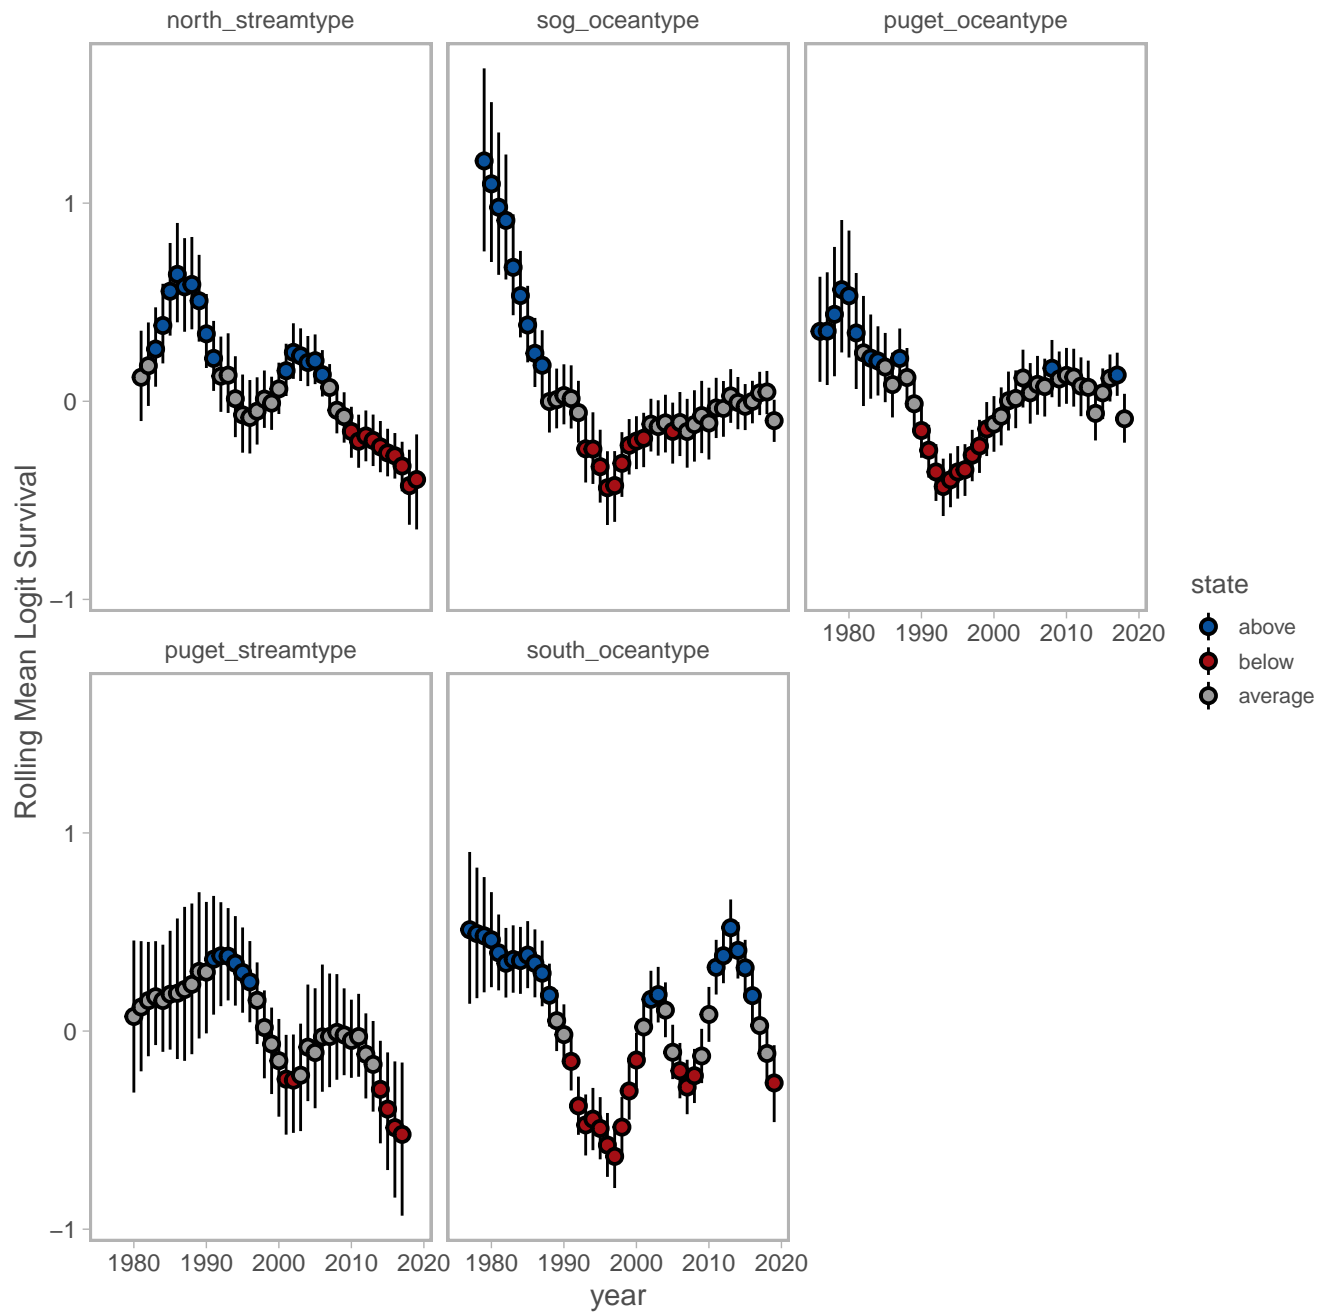 north_streamtype
sog_oceantype
puget_oceantype
1
0
−1
1980
1990
2000
2010
2020
Rolling Mean Logit Survival
puget_streamtype
south_oceantype
1
0
−1
1980
1990
2000
2010
2020
1980
1990
2000
2010
2020
year
state
above
below
average